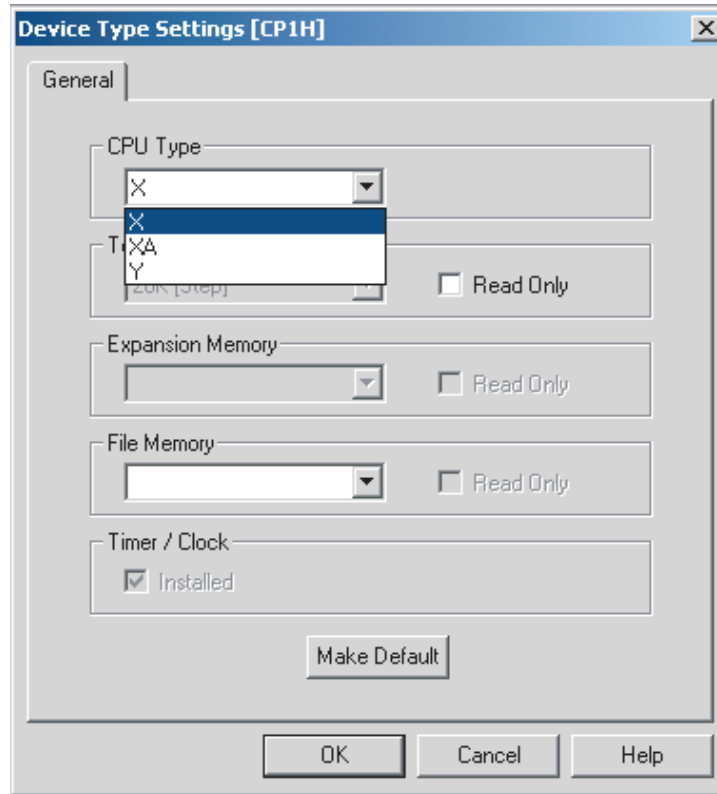 Device Type Settings [CP1H]
General
CPU Type
X
X
XA
Y
Read Only
Expansion Memory
Read Only
File Memory
Read Only
Timer / Clock
Installed
Make Default
OK
Cancel
Help